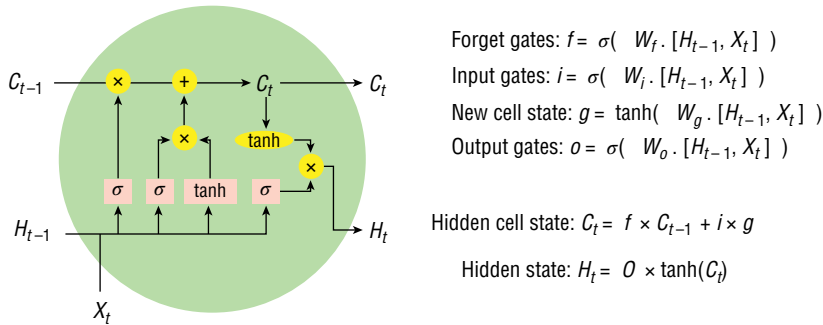 C_{t–1} × + C_t C_t
×
tanh
×
σ σ tanh σ
H_{t–1} H_t
X_t
Forget gates: f = σ( W_f . [H_{t–1}, X_t] )
Input gates: i = σ( W_i . [H_{t–1}, X_t] )
New cell state: g = tanh( W_g . [H_{t–1}, X_t] )
Output gates: o = σ( W_o . [H_{t–1}, X_t] )
Hidden cell state: C_t = f × C_{t–1} + i × g
Hidden state: H_t = O × tanh(C_t)